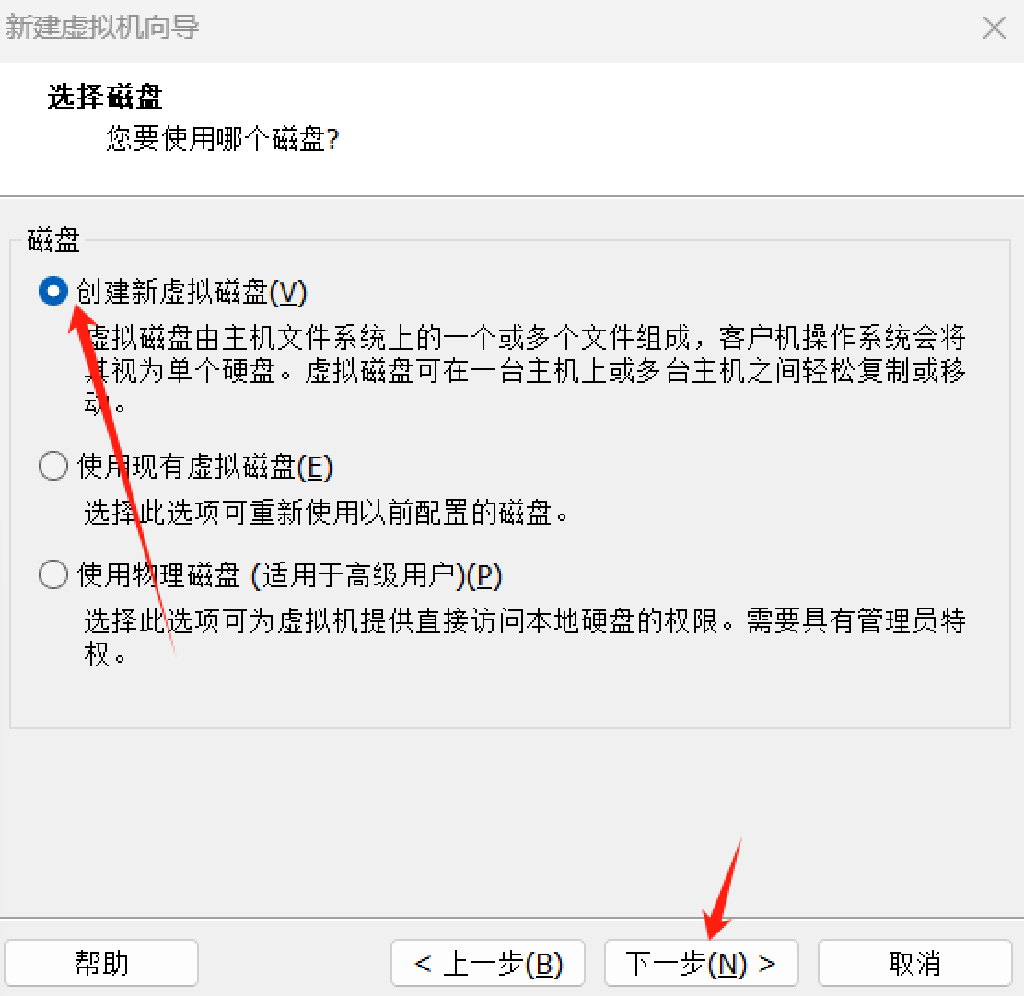 新建虚拟机向导
选择磁盘
您要使用哪个磁盘?
磁盘
创建新虚拟磁盘(V)
虚拟磁盘由主机文件系统上的一个或多个文件组成，客户机操作系统会将
其视为单个硬盘。虚拟磁盘可在一台主机上或多台主机之间轻松复制或移
动。
使用现有虚拟磁盘(E)
选择此选项可重新使用以前配置的磁盘。
使用物理磁盘 (适用于高级用户)(P)
选择此选项可为虚拟机提供直接访问本地硬盘的权限。需要具有管理员特
权。
帮助
< 上一步(B)
下一步(N) >
取消